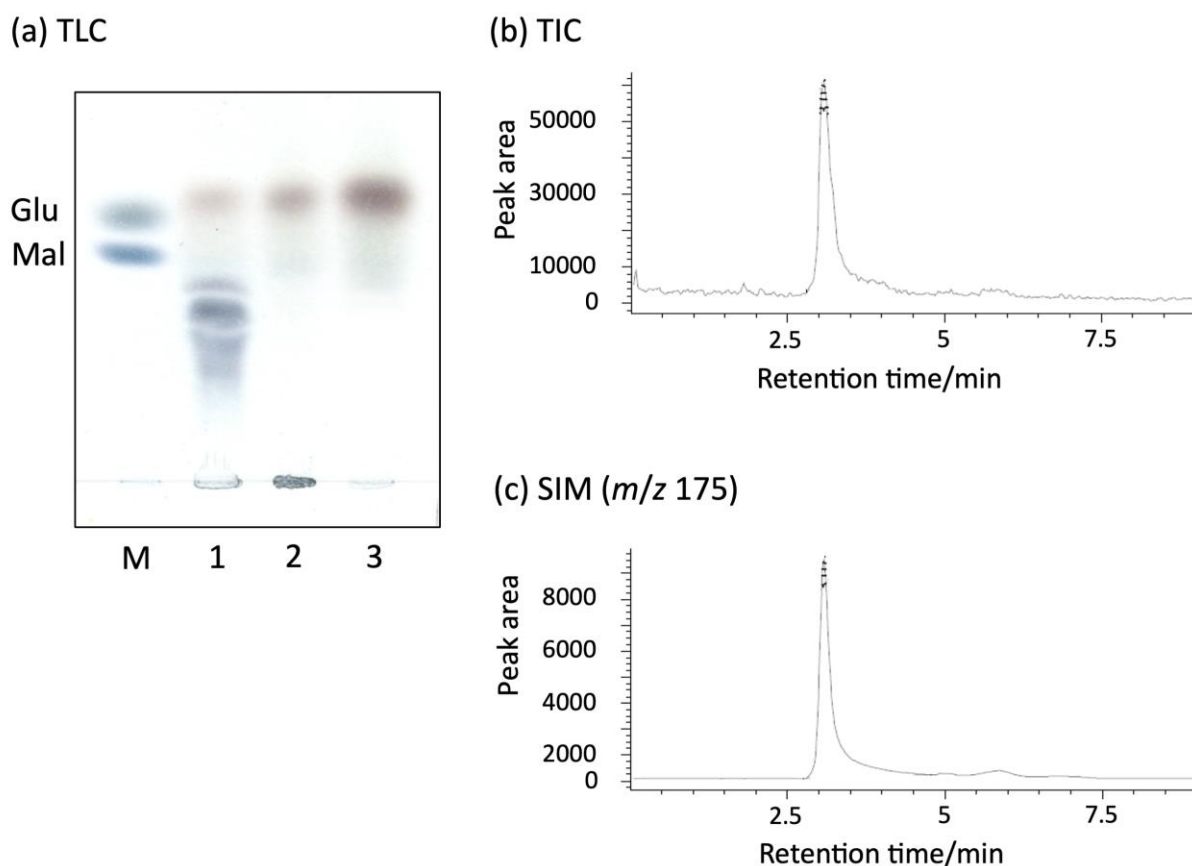 (a) TLC
Glu
Mal
M 1 2 3
(b) TIC
Peak area
50000
30000
10000
0
2.5 5 7.5
Retention time/min
(c) SIM (m/z 175)
Peak area
8000
6000
4000
2000
0
2.5 5 7.5
Retention time/min